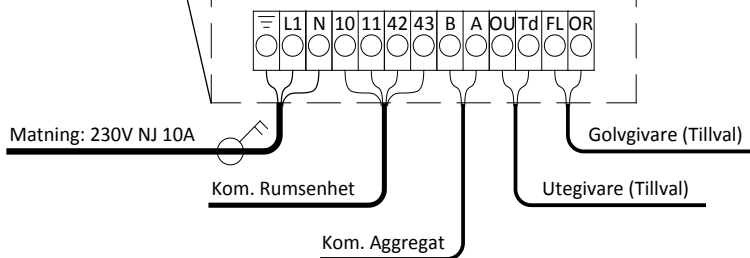 L1 N 10 11 42 43 B A OU Td FL OR
Matning: 230V NJ 10A
Golvgivare (Tillval)
Kom. Rumsenhet
Utegivare (Tillval)
Kom. Aggregat